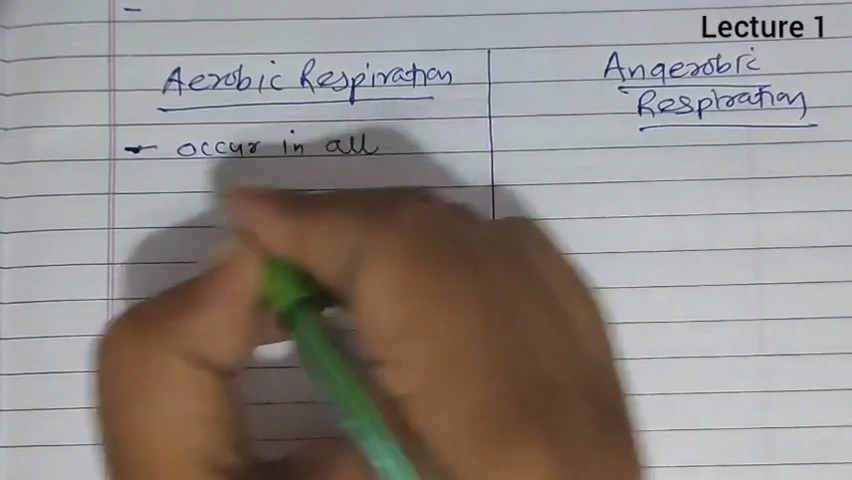 Lecture 1
Aerobic Respiration
Anaerobic
Respiration
- occur in all